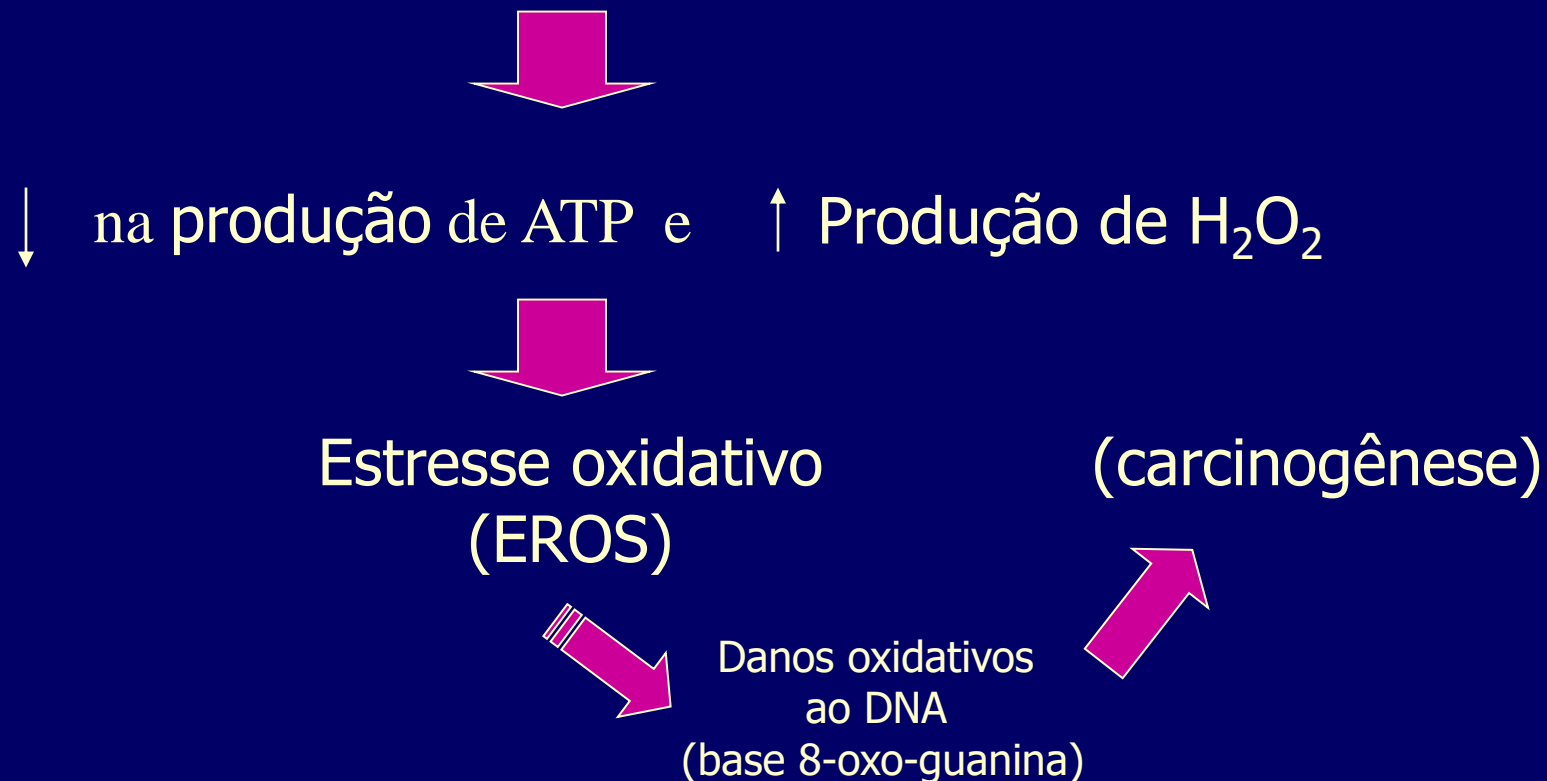 na produção de ATP e Produção de H₂O₂
Estresse oxidativo (carcinogênese)
(EROS)
Danos oxidativos
ao DNA
(base 8-oxo-guanina)